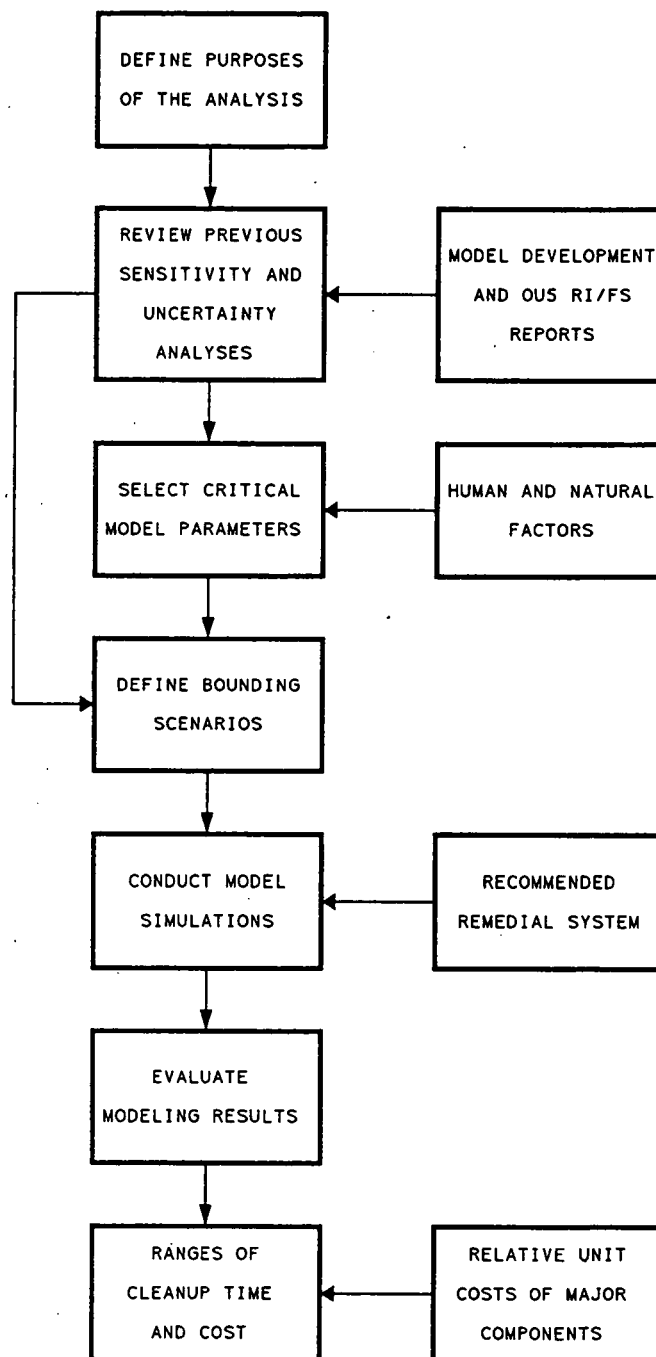 DEFINE PURPOSES
OF THE ANALYSIS
REVIEW PREVIOUS
SENSITIVITY AND
UNCERTAINTY
ANALYSES
MODEL DEVELOPMENT
AND OU5 RI/FS
REPORTS
SELECT CRITICAL
MODEL PARAMETERS
HUMAN AND NATURAL
FACTORS
DEFINE BOUNDING
SCENARIOS
CONDUCT MODEL
SIMULATIONS
RECOMMENDED
REMEDIAL SYSTEM
EVALUATE
MODELING RESULTS
RANGES OF
CLEANUP TIME
AND COST
RELATIVE UNIT
COSTS OF MAJOR
COMPONENTS